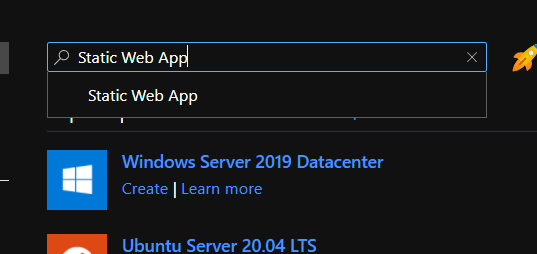 Static Web App
Static Web App
Windows Server 2019 Datacenter
Create | Learn more
Ubuntu Server 20.04 LTS